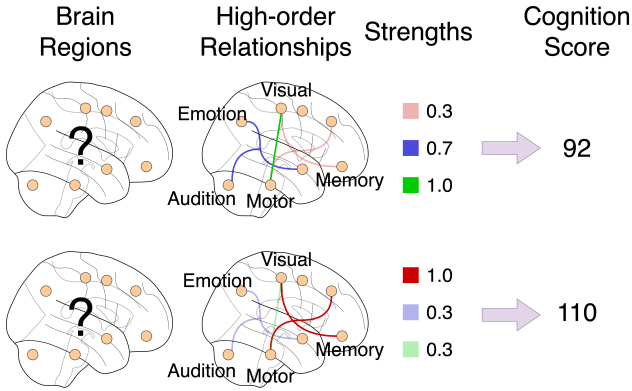 Brain
Regions
High-order
Relationships
Strengths
Cognition
Score
?
Visual
Emotion
Audition
Motor
Memory
0.3
0.7
1.0
92
?
Visual
Emotion
Audition
Motor
Memory
1.0
0.3
0.3
110